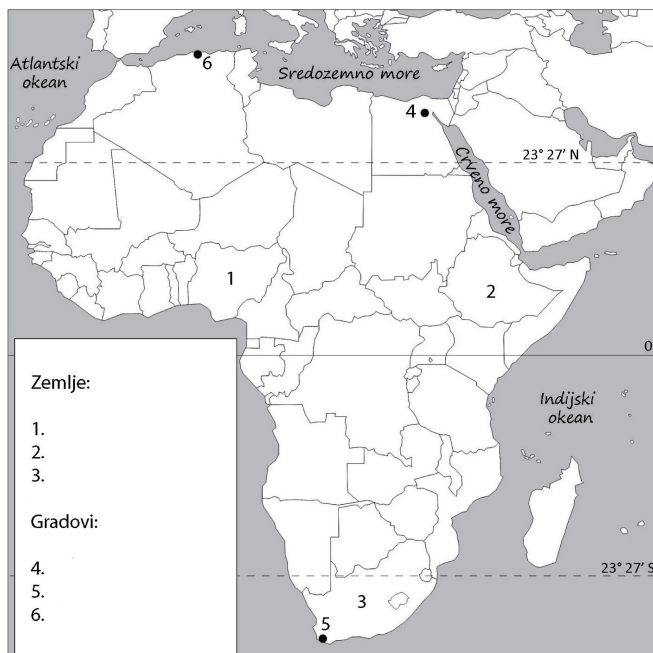 6
Atlantski
okean
Sredozemno more
4
23° 27′ N
Crveno more
1
2
0
Indijski
okean
Zemlje:
1.
2.
3.
Gradovi:
4.
5.
6.
23° 27′ S
3
5